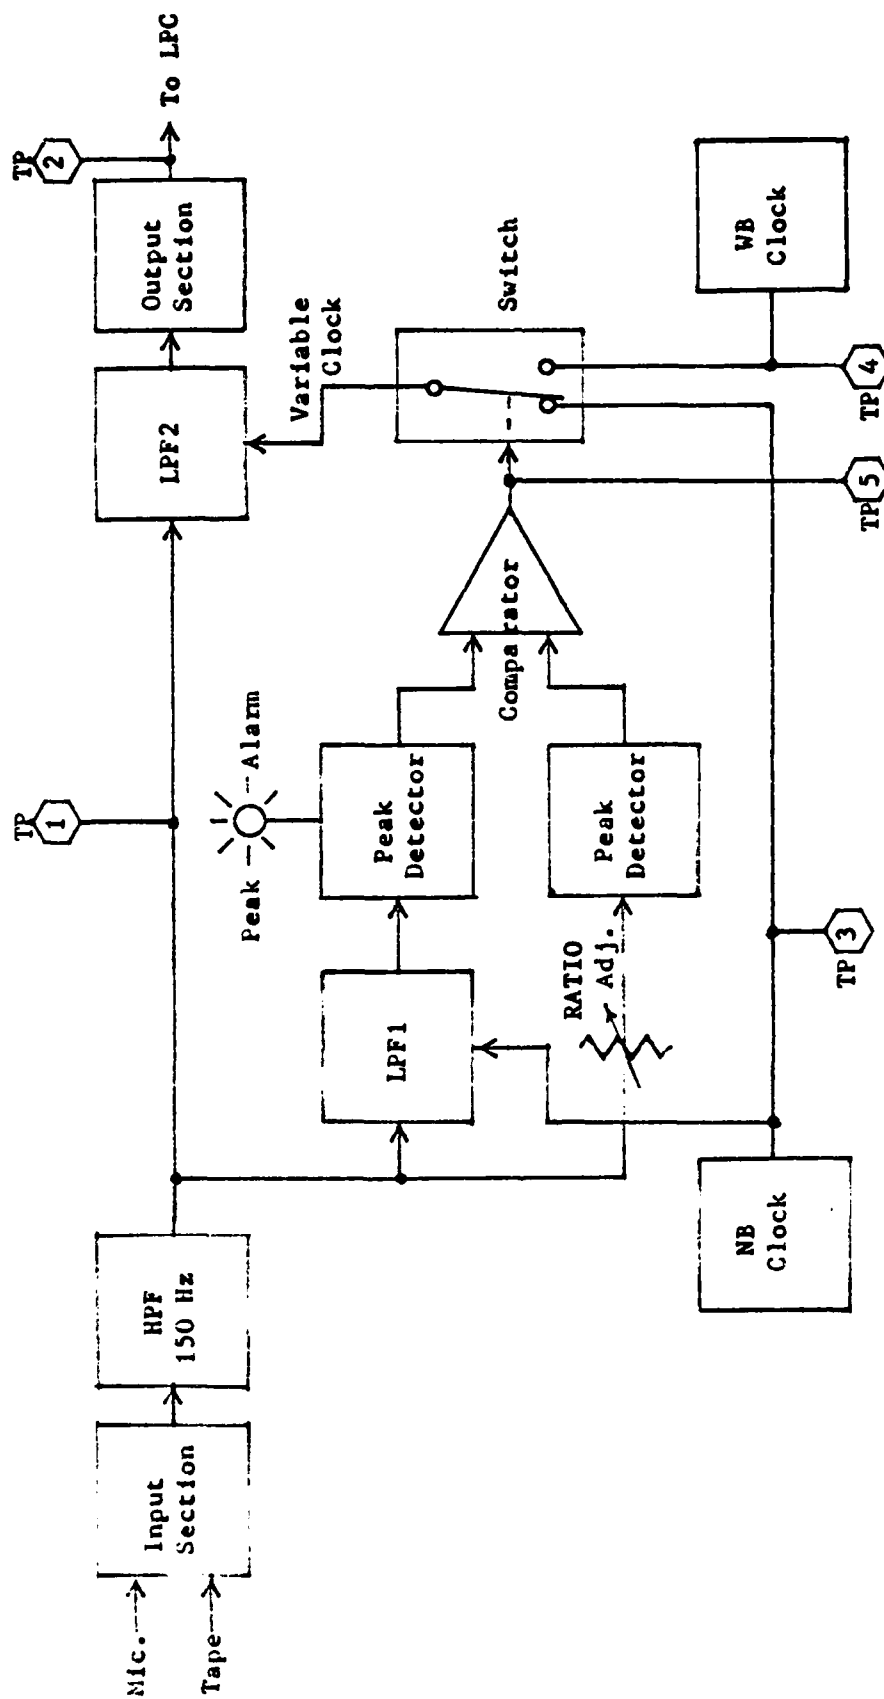 Mic.
Tape
Input
Section
HPF
150 Hz
TP
1
LPF2
Output
Section
TP
2
To LPC
Variable
Clock
Peak
Alarm
LPF1
Peak
Detector
RATIO
Adj.
Peak
Detector
Comparator
Switch
NB
Clock
TP
3
TP
5
TP
4
WB
Clock